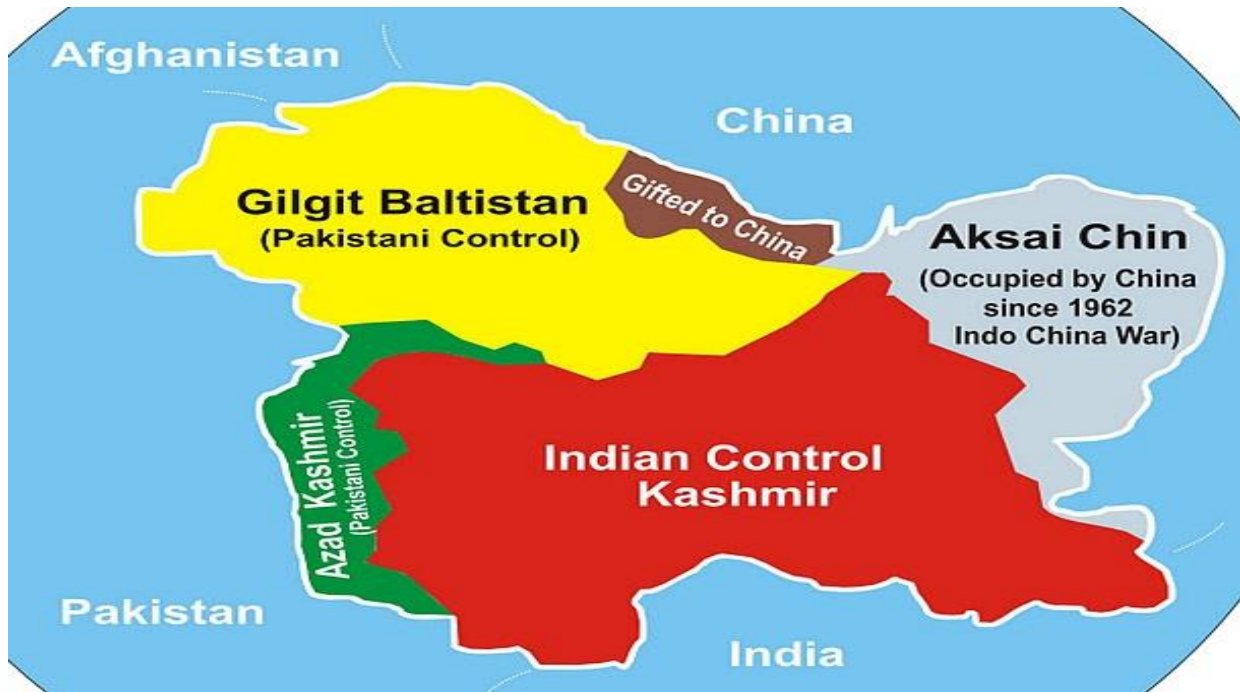 Afghanistan
China
Gifted to China
Gilgit Baltistan
(Pakistani Control)
Aksai Chin
(Occupied by China
since 1962
Indo China War)
Azad Kashmir
(Pakistani Control)
Indian Control
Kashmir
Pakistan
India